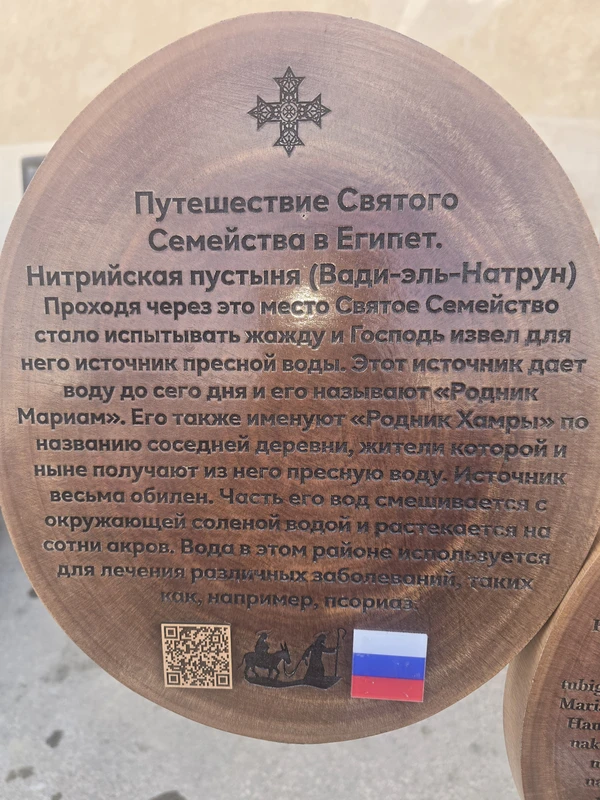 Путешествие Святого
Семейства в Египет.
Нитрийская пустыня (Вади-эль-Натрун)
Проходя через это место Святое Семейство
стало испытывать жажду и Господь извел для
него источник пресной воды. Этот источник дает
воду до сего дня и его называют «Родник
Мариам». Его также именуют «Родник Хамры» по
названию соседней деревни, жители которой и
ныне получают из него пресную воду. Источник
весьма обилен. Часть его вод смешивается с
окружающей соленой водой и растекается на
сотни акров. Вода в этом районе используется
для лечения различных заболеваний, таких
как, например, псориаз.
tubig